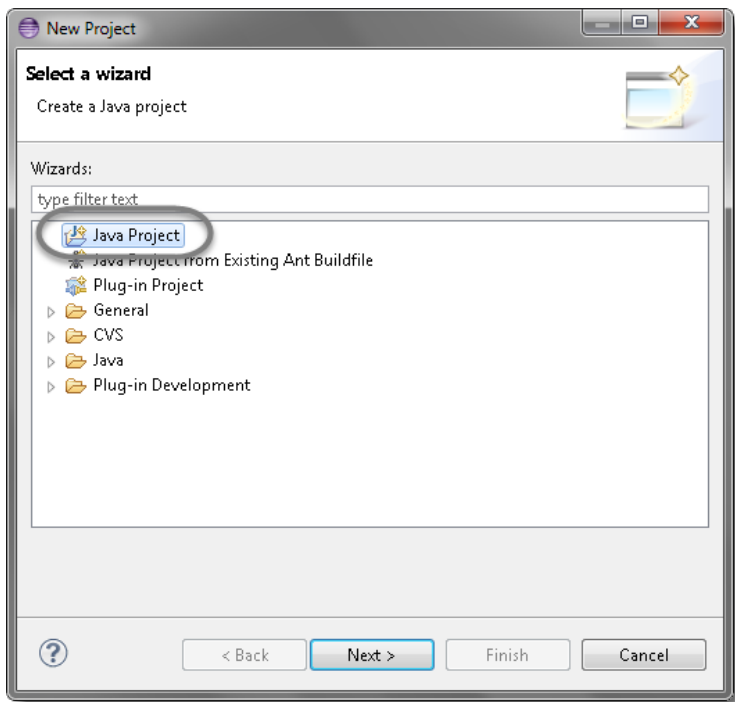 New Project
Select a wizard
Create a Java project
Wizards:
type filter text
Java Project
Java Project from Existing Ant Buildfile
Plug-in Project
General
CVS
Java
Plug-in Development
< Back Next > Finish Cancel